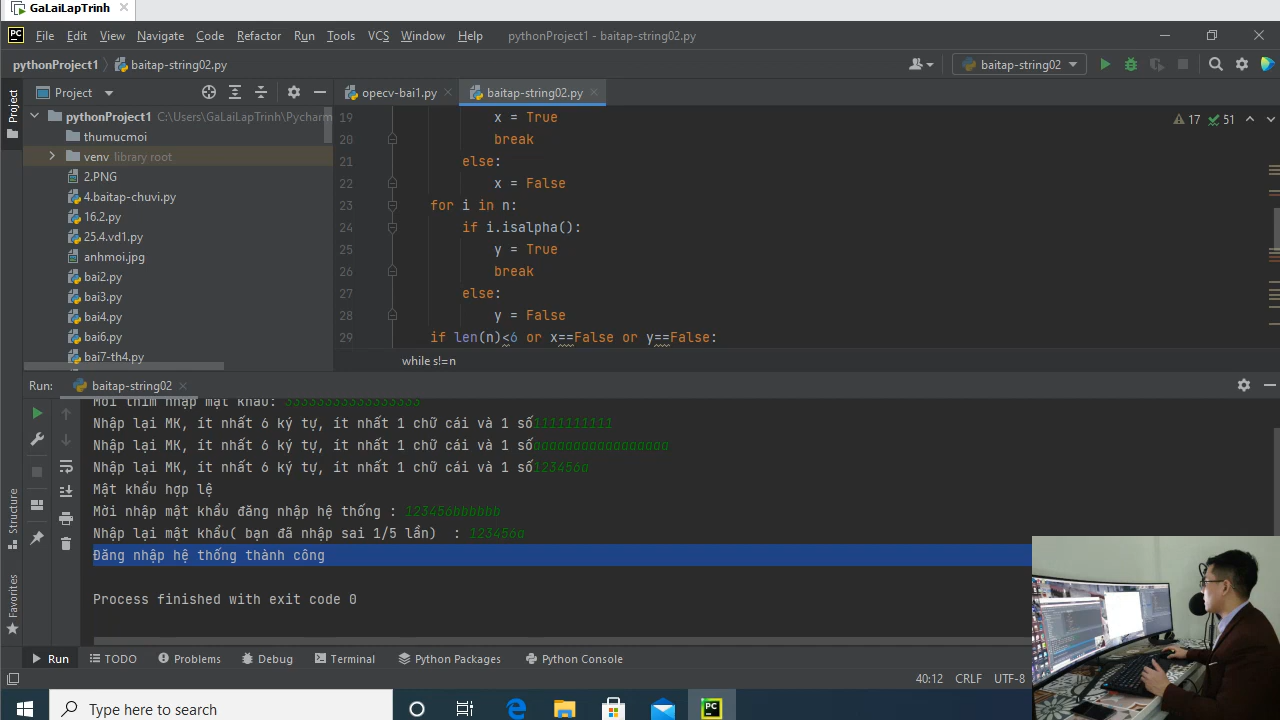 GaLaiLapTrinh
File Edit View Navigate Code Refactor Run Tools VCS Window Help pythonProject1 - baitap-string02.py
pythonProject1 baitap-string02.py baitap-string02
Project Project opecv-bai1.py baitap-string02.py
pythonProject1 C:\Users\GaLaiLapTrinh\Pycharm
thumucmoi
venv library root
2.PNG
4.baitap-chuvi.py
16.2.py
25.4.vd1.py
anhmoi.jpg
bai2.py
bai3.py
bai4.py
bai6.py
bai7-th4.py
17 51
19 x = True
20 break
21 else:
22 x = False
23 for i in n:
24 if i.isalpha():
25 y = True
26 break
27 else:
28 y = False
29 if len(n)<6 or x==False or y==False:
while s!=n
Run: baitap-string02
Mời thím nhập mật khẩu:
Nhập lại MK, ít nhất 6 ký tự, ít nhất 1 chữ cái và 1 số1111111111
Nhập lại MK, ít nhất 6 ký tự, ít nhất 1 chữ cái và 1 sốaaaaaaaaaaaaaaaaa
Nhập lại MK, ít nhất 6 ký tự, ít nhất 1 chữ cái và 1 số123456a
Mật khẩu hợp lệ
Mời nhập mật khẩu đăng nhập hệ thống : 123456bbbbbb
Nhập lại mật khẩu( bạn đã nhập sai 1/5 lần) : 123456a
Đăng nhập hệ thống thành công
Process finished with exit code 0
Structure
Favorites
Run TODO Problems Debug Terminal Python Packages Python Console
40:12 CRLF UTF-8
Type here to search